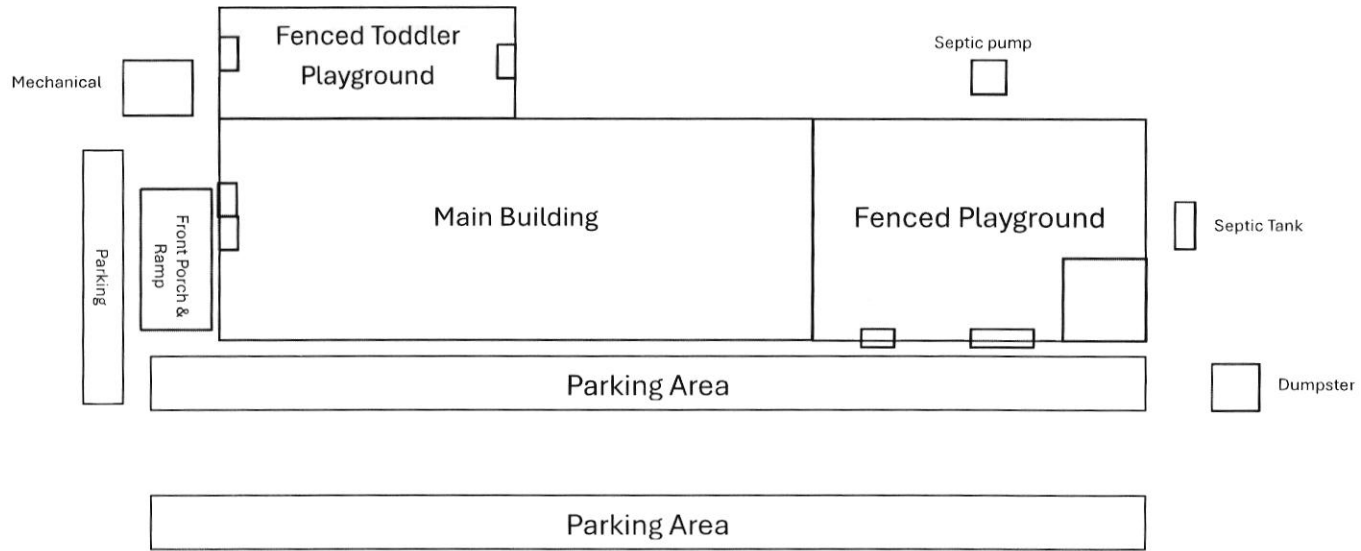 Fenced Toddler
Playground
Septic pump
Mechanical
Main Building
Fenced Playground
Septic Tank
Front Porch &
Ramp
Parking
Parking Area
Dumpster
Parking Area